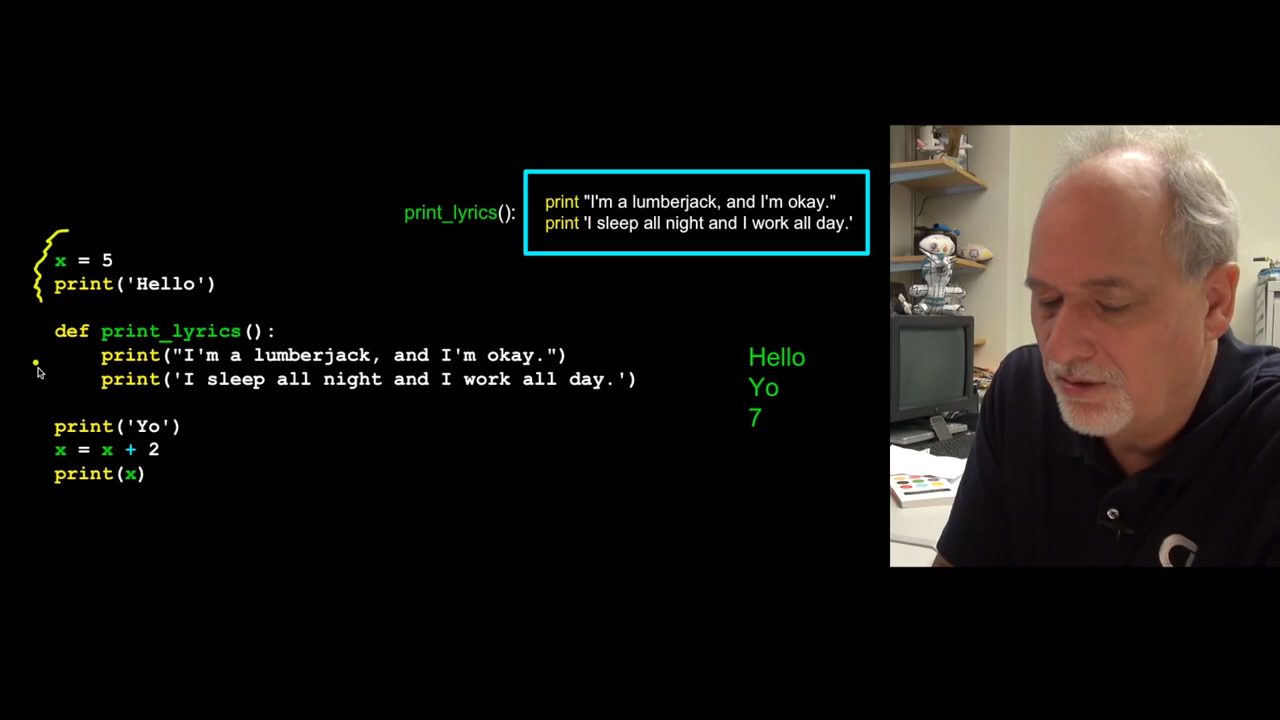 print_lyrics():
print "I'm a lumberjack, and I'm okay."
print 'I sleep all night and I work all day.'
x = 5
print('Hello')
def print_lyrics():
    print("I'm a lumberjack, and I'm okay.")
    print('I sleep all night and I work all day.')
print('Yo')
x = x + 2
print(x)
Hello
Yo
7